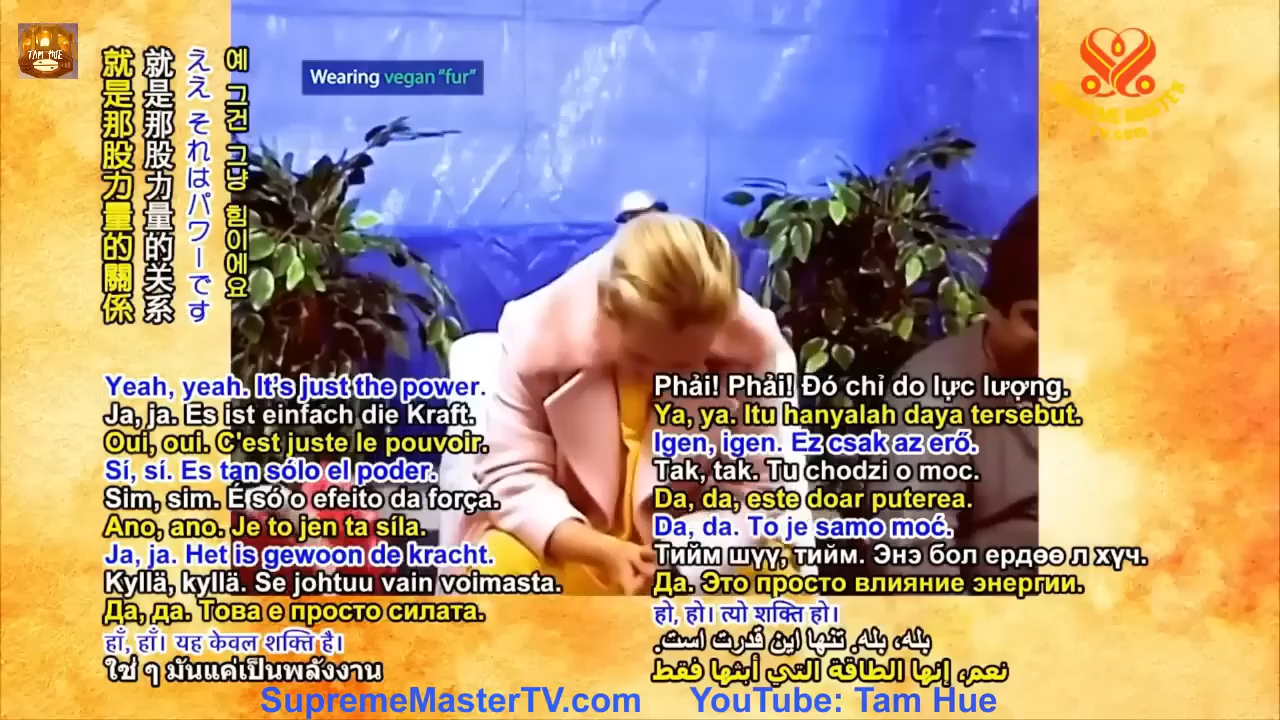 TAM HUE
Wearing vegan “fur”
SUPREME MASTER
TV.com
예 그건 그냥 힘이에요
ええ それはパワーです
就是那股力量的关系
就是那股力量的關係
Yeah, yeah. It’s just the power.
Ja, ja. Es ist einfach die Kraft.
Oui, oui. C'est juste le pouvoir.
Sí, sí. Es tan sólo el poder.
Sim, sim. É só o efeito da força.
Ano, ano. Je to jen ta síla.
Ja, ja. Het is gewoon de kracht.
Kyllä, kyllä. Se johtuu vain voimasta.
Да, да. Това е просто силата.
हाँ, हाँ। यह केवल शक्ति है।
ใช่ ๆ มันแค่เป็นพลังงาน
Phải! Phải! Đó chỉ do lực lượng.
Ya, ya. Itu hanyalah daya tersebut.
Igen, igen. Ez csak az erő.
Tak, tak. Tu chodzi o moc.
Da, da, este doar puterea.
Da, da. To je samo moć.
Тийм шүү, тийм. Энэ бол ердөө л хүч.
Да. Это просто влияние энергии.
हो, हो। त्यो शक्ति हो।
بله، بله. تنها این قدرت است.
نعم، إنها الطاقة التي أبثها فقط
SupremeMasterTV.com YouTube: Tam Hue